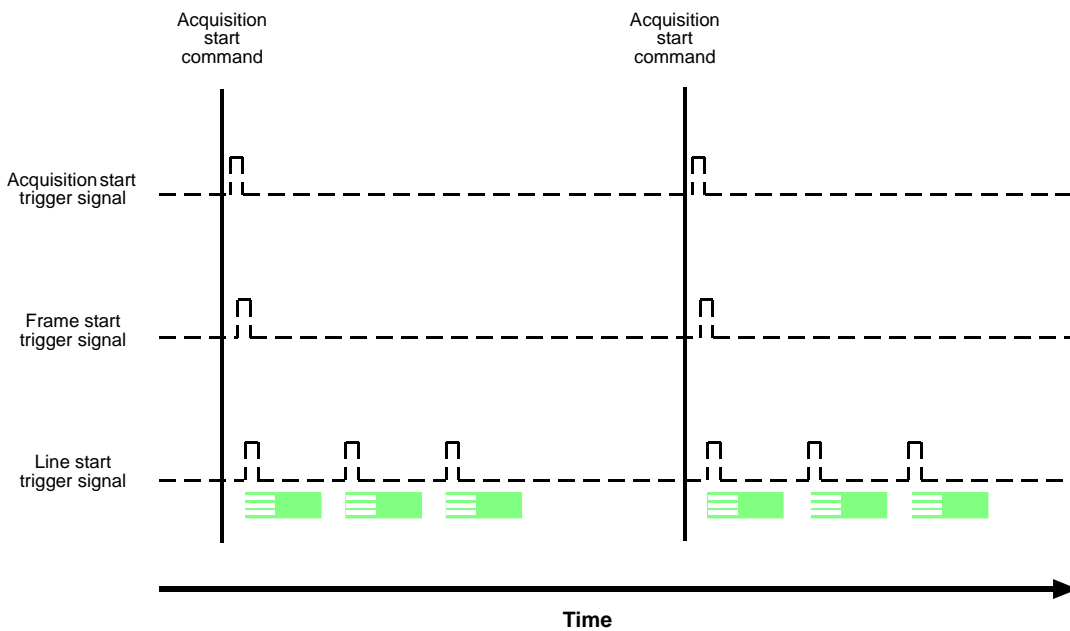 Acquisition
start
command
Acquisition
start
command
Acquisition start
trigger signal
Frame start
trigger signal
Line start
trigger signal
Time